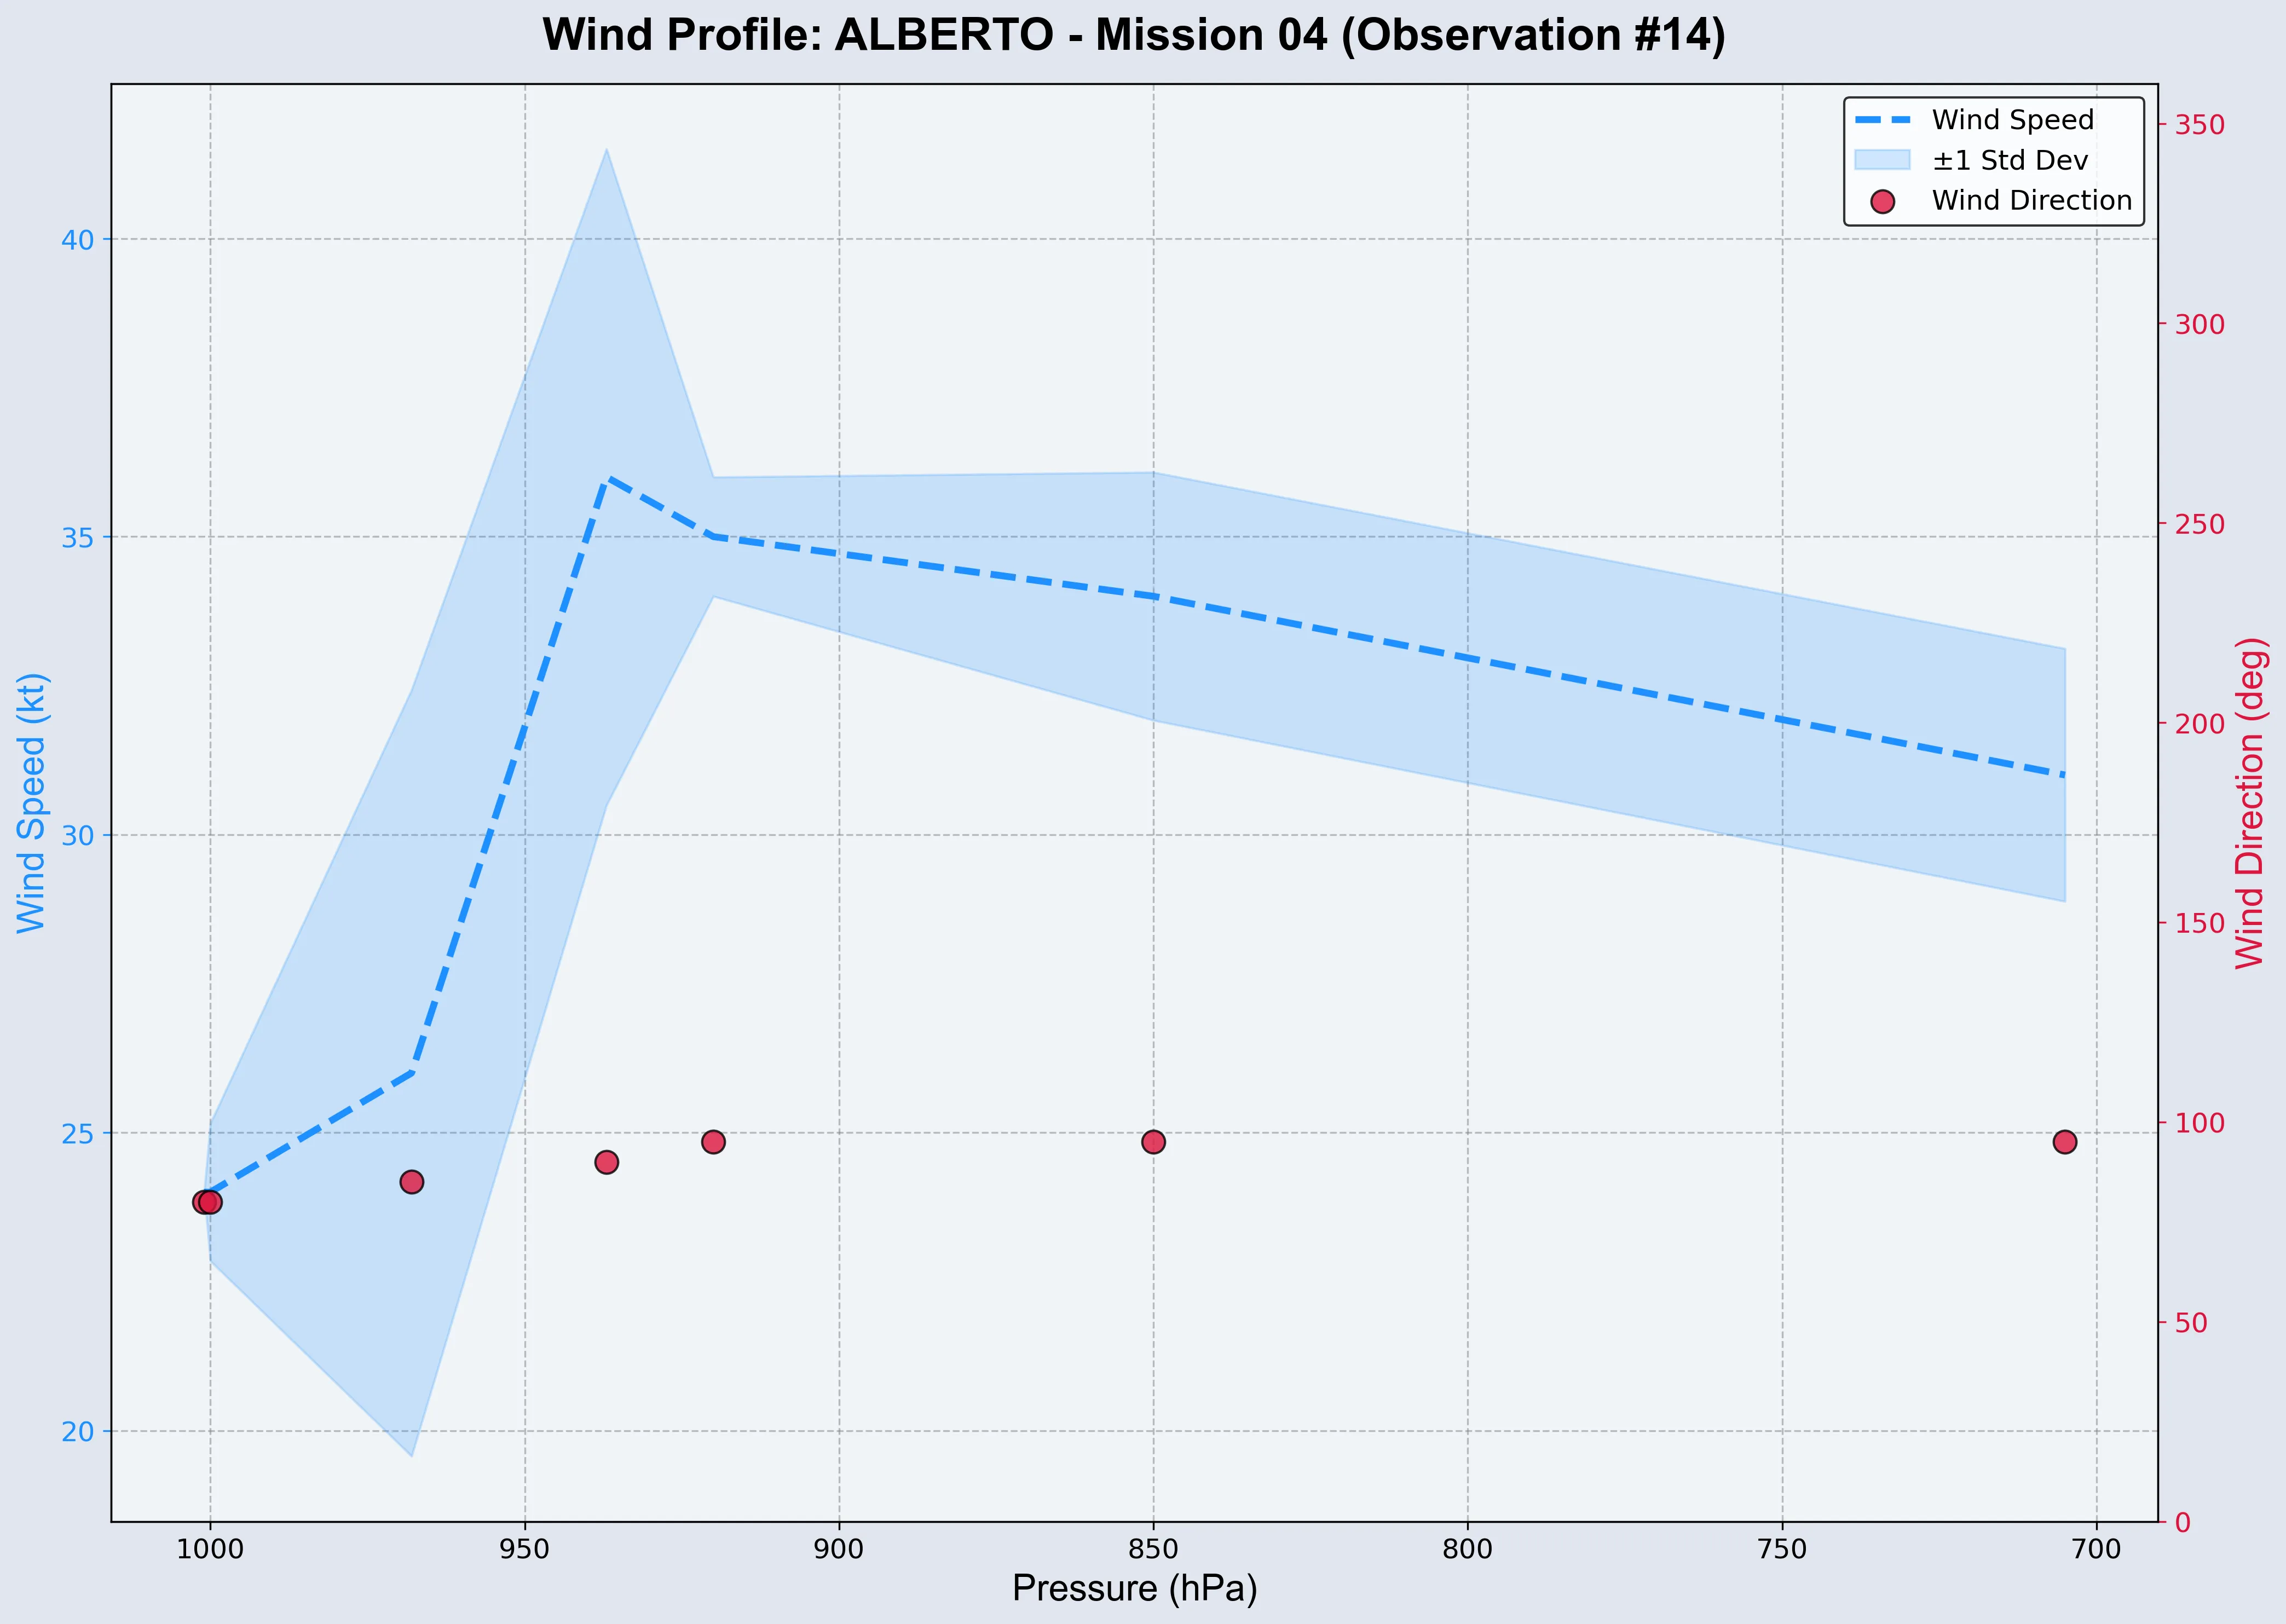 Wind Profile: ALBERTO - Mission 04 (Observation #14)
Wind Speed
±1 Std Dev
Wind Direction
Wind Speed (kt)
40
35
30
25
20
350
300
250
200
150
100
50
0
Wind Direction (deg)
1000 950 900 850 800 750 700
Pressure (hPa)